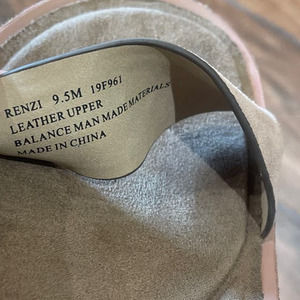 RENZI 9.5M 19F961
LEATHER UPPER
BALANCE MAN MADE MATERIALS
MADE IN CHINA